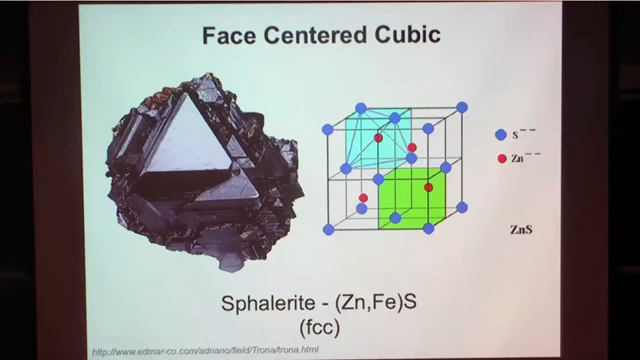 Face Centered Cubic
S--
Zn--
ZnS
Sphalerite - (Zn,Fe)S
(fcc)
http://www.edmar-co.com/adriano/field/Trona/trona.html